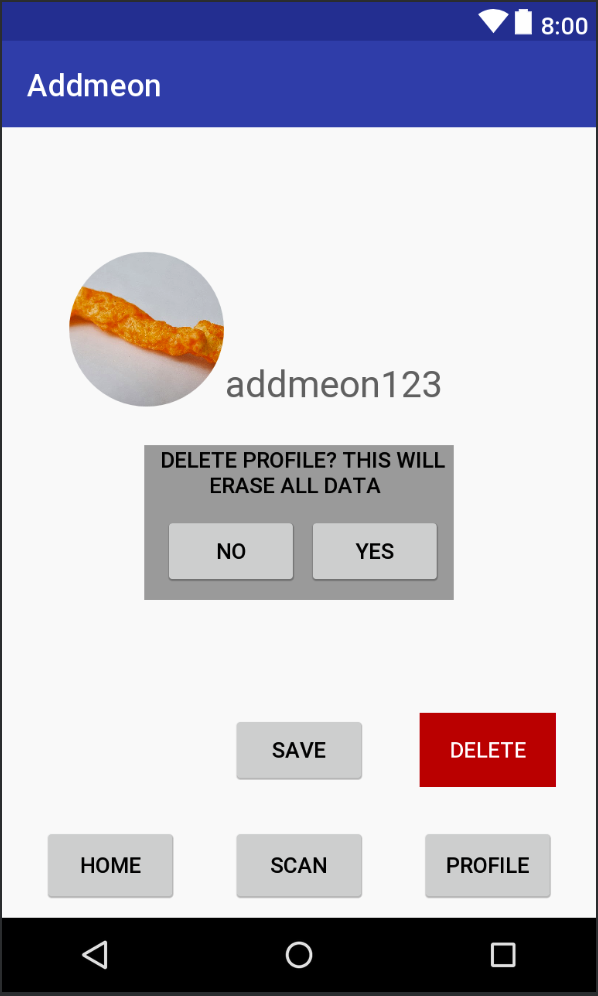 8:00
Addmeon
addmeon123
DELETE PROFILE? THIS WILL
ERASE ALL DATA
NO YES
SAVE DELETE
HOME SCAN PROFILE